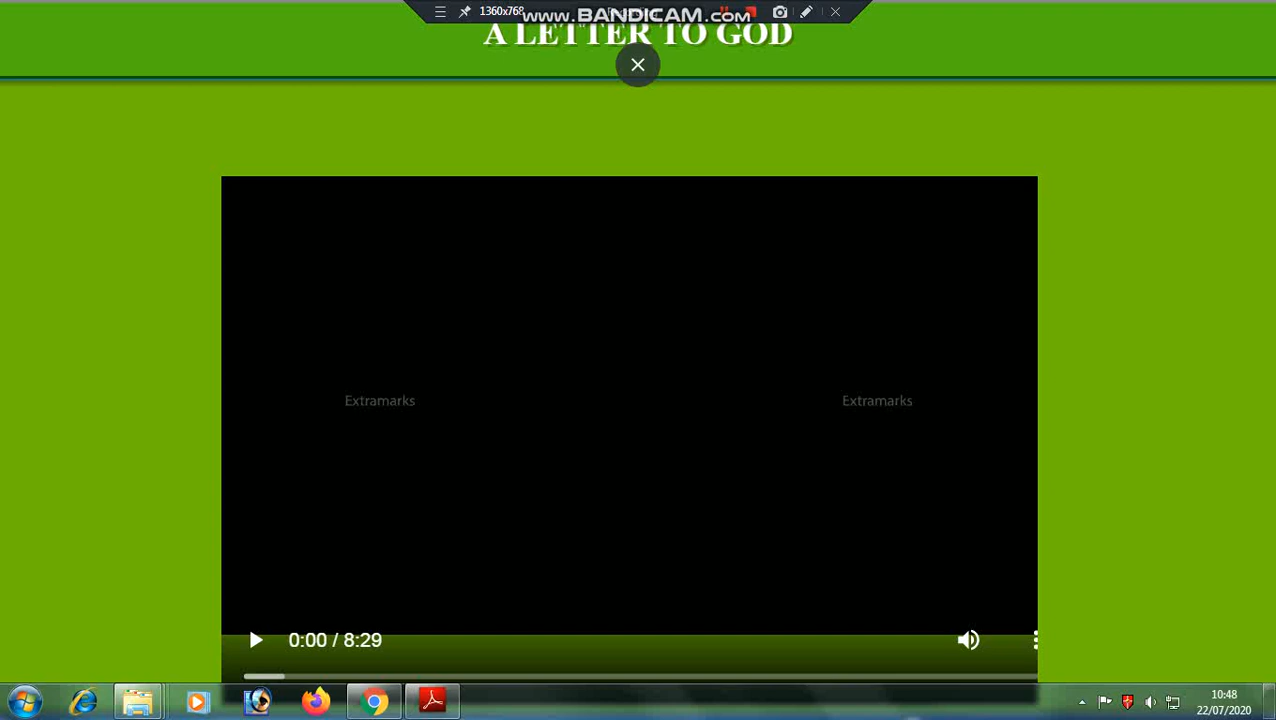 1360x768
www.BANDICAM.com
A LETTER TO GOD
Extramarks Extramarks
0:00 / 8:29
10:48
22/07/2020